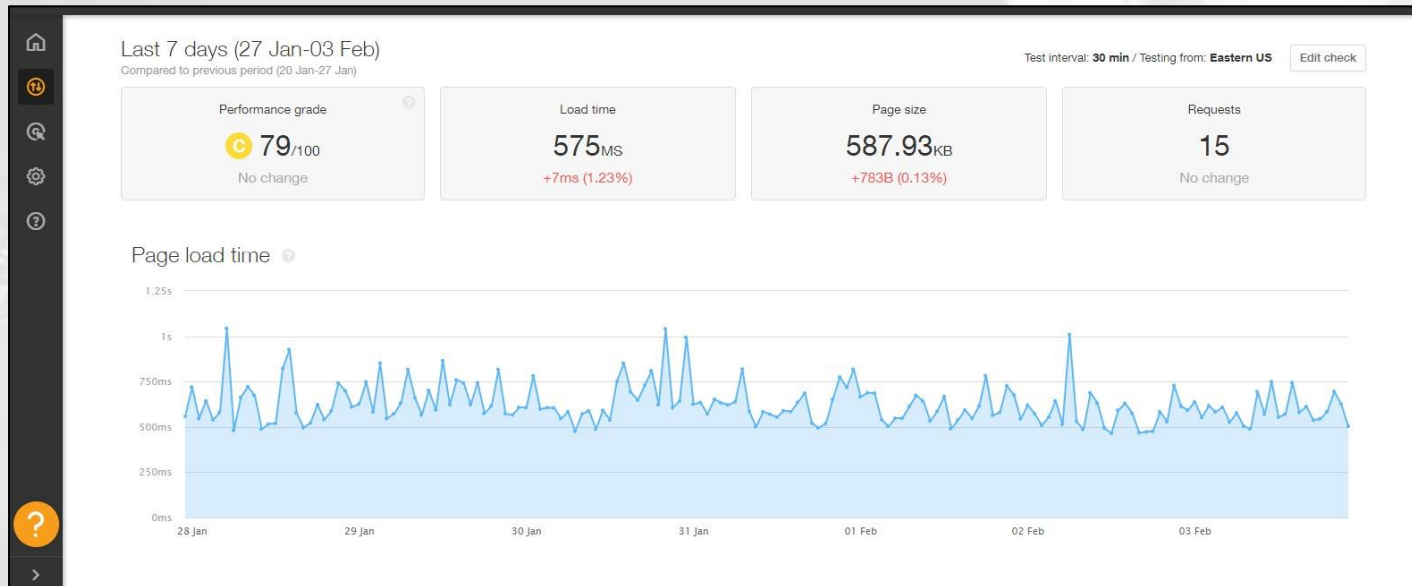 Last 7 days (27 Jan-03 Feb)
Compared to previous period (20 Jan-27 Jan)
Test interval: 30 min / Testing from: Eastern US
Edit check
Performance grade
?
C 79/100
No change
Load time
575MS
+7ms (1.23%)
Page size
587.93KB
+783B (0.13%)
Requests
15
No change
Page load time ?
1.25s
1s
750ms
500ms
250ms
0ms
28 Jan 29 Jan 30 Jan 31 Jan 01 Feb 02 Feb 03 Feb
?
?